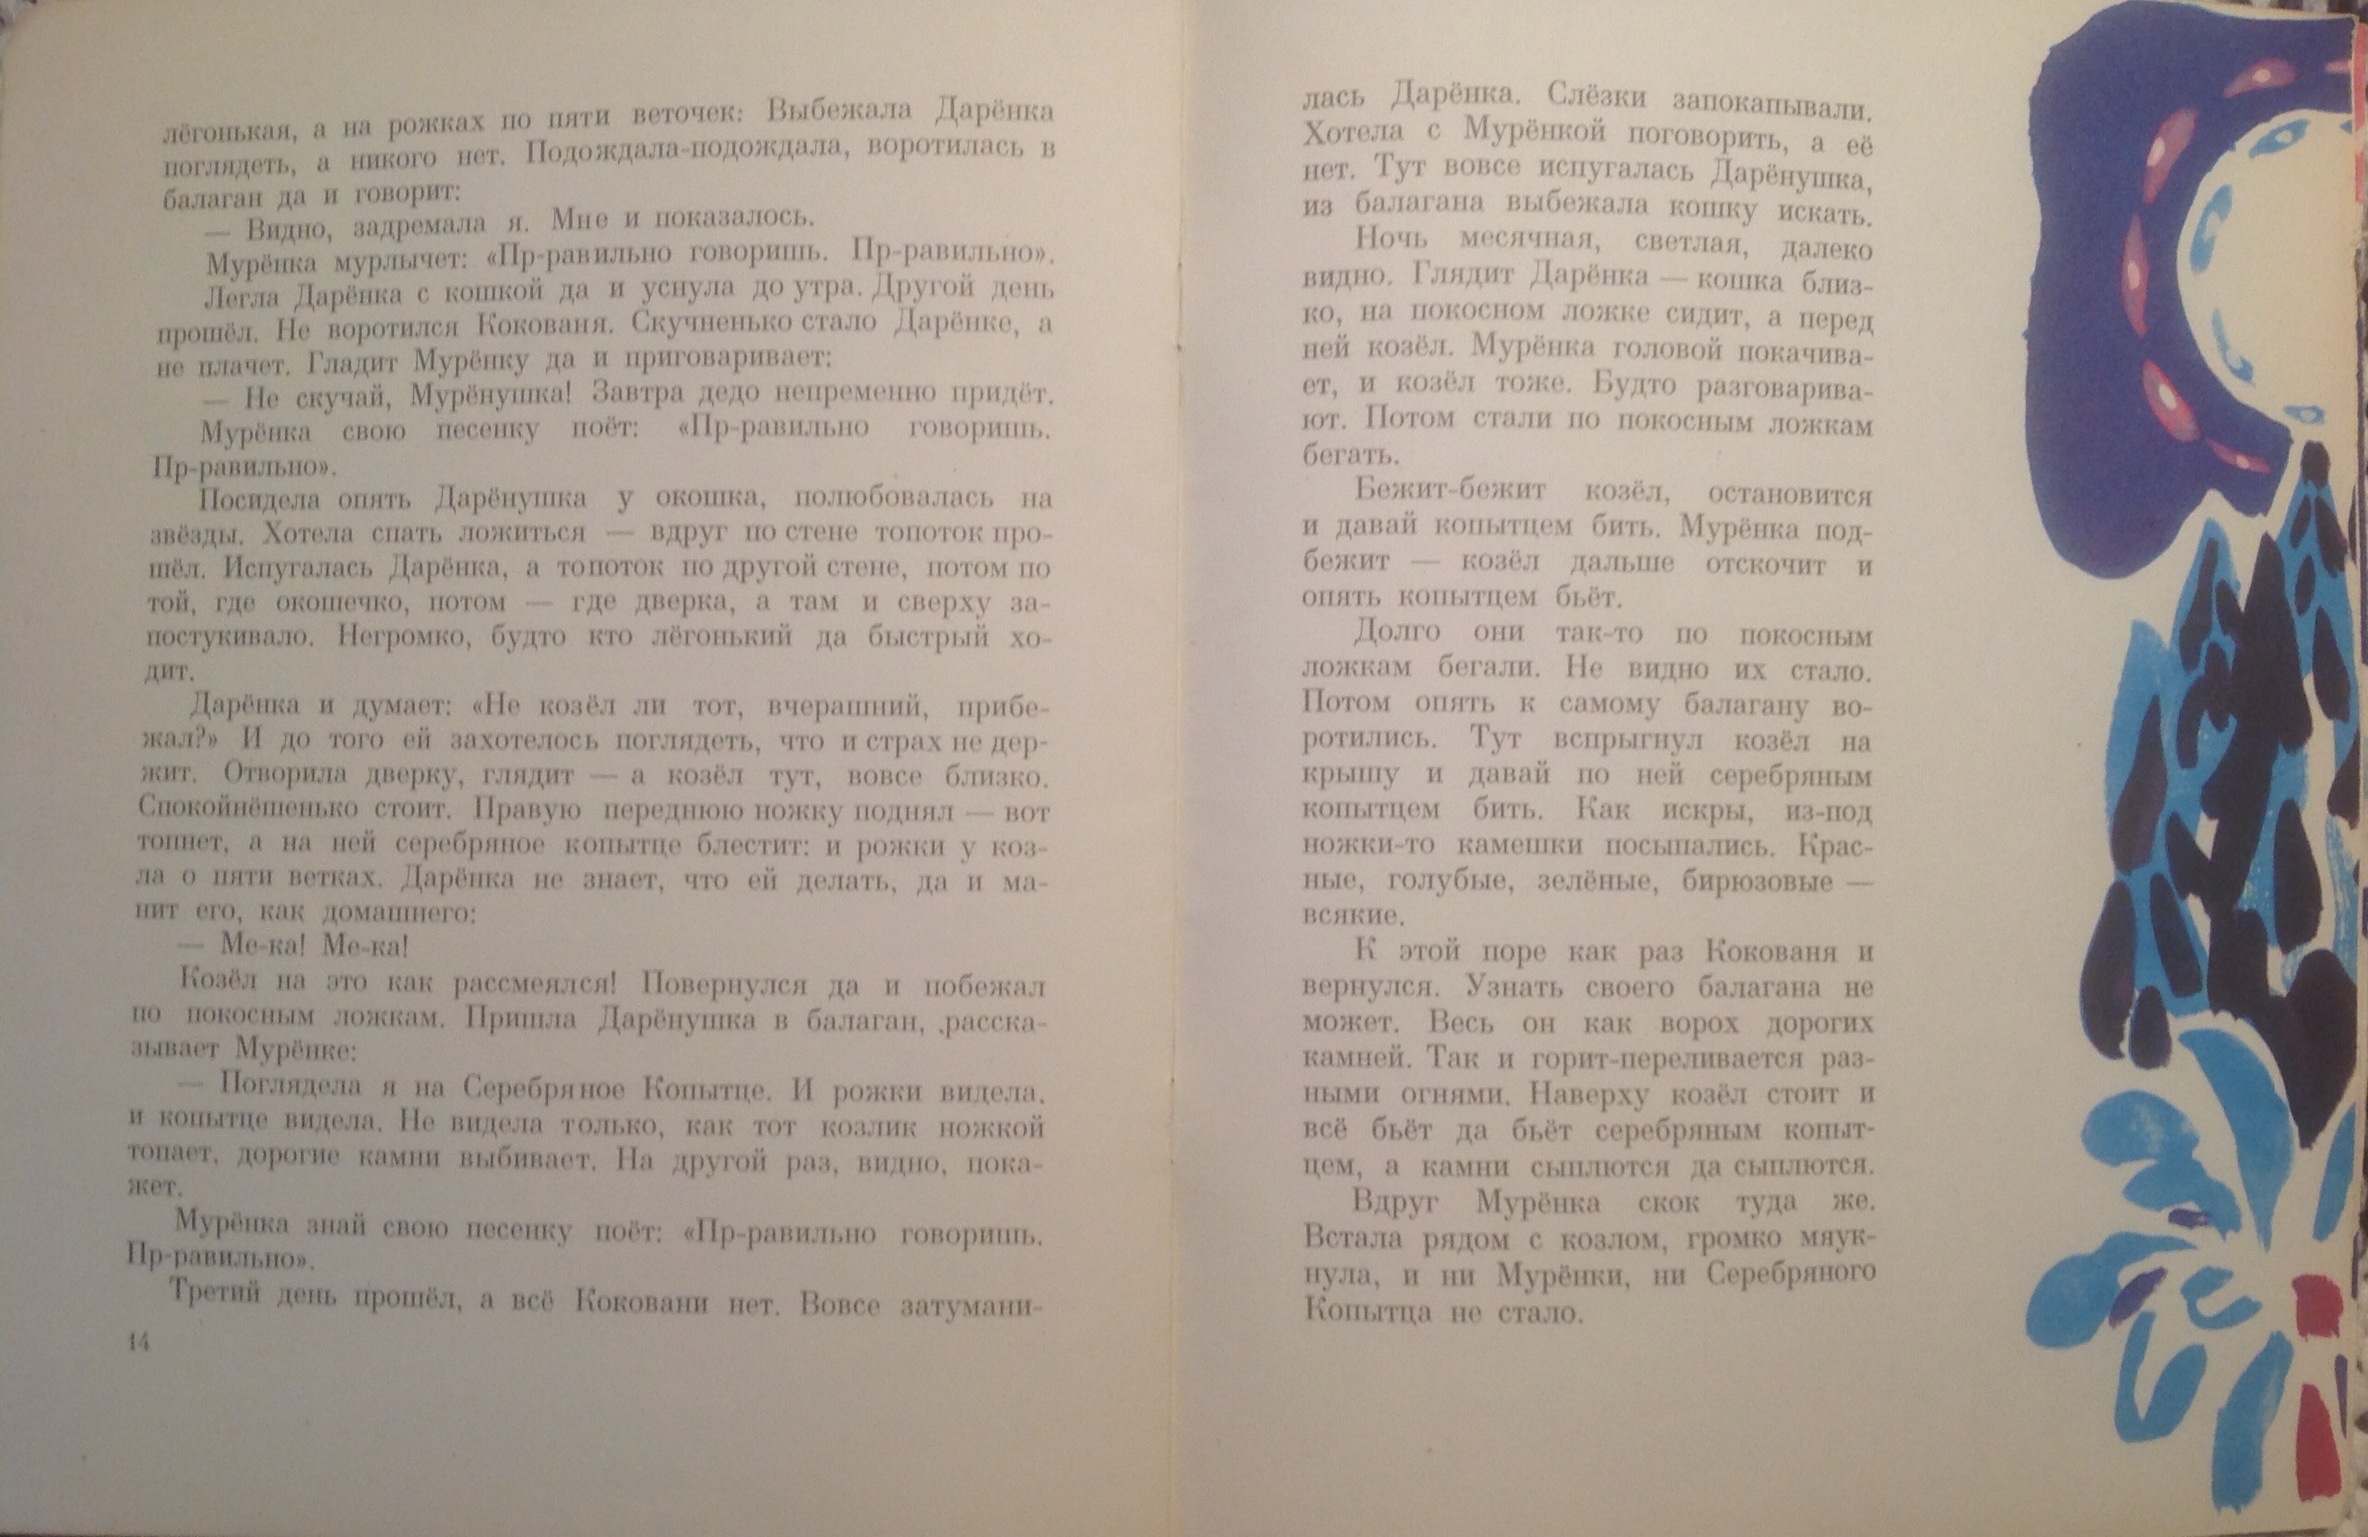 лёгонькая, а на рожках по пяти веточек: Выбежала Дарёнка
поглядеть, а никого нет. Подождала-подождала, воротилась в
балаган да и говорит:
— Видно, задремала я. Мне и показалось.
Мурёнка мурлычет: «Пр-равильно говоришь. Пр-равильно».
Легла Дарёнка с кошкой да и уснула до утра. Другой день
прошёл. Не воротился Кокованя. Скучненько стало Дарёнке, а
не плачет. Гладит Мурёнку да и приговаривает:
— Не скучай, Мурёнушка! Завтра дедо непременно придёт.
Мурёнка свою песенку поёт: «Пр-равильно говоришь.
Пр-равильно».
Посидела опять Дарёнушка у окошка, полюбовалась на
звёзды. Хотела спать ложиться — вдруг по стене топоток про-
шёл. Испугалась Дарёнка, а топоток по другой стене, потом по
той, где окошечко, потом — где дверка, а там и сверху за-
постукивало. Негромко, будто кто лёгонький да быстрый хо-
дит.
Дарёнка и думает: «Не козёл ли тот, вчерашний, прибе-
жал?» И до того ей захотелось поглядеть, что и страх не дер-
жит. Отворила дверку, глядит — а козёл тут, вовсе близко.
Спокойнёшенько стоит. Правую переднюю ножку поднял — вот
топнет, а на ней серебряное копытце блестит: и рожки у коз-
ла о пяти ветках. Дарёнка не знает, что ей делать, да и ма-
нит его, как домашнего:
— Ме-ка! Ме-ка!
Козёл на это как рассмеялся! Повернулся да и побежал
по покосным ложкам. Пришла Дарёнушка в балаган, расска-
зывает Мурёнке:
— Поглядела я на Серебряное Копытце. И рожки видела,
и копытце видела. Не видела только, как тот козлик ножкой
топает, дорогие камни выбивает. На другой раз, видно, пока-
жет.
Мурёнка знай свою песенку поёт: «Пр-равильно говоришь.
Пр-равильно».
Третий день прошёл, а всё Коковани нет. Вовсе затумани-
14
лась Дарёнка. Слёзки запокапывали.
Хотела с Мурёнкой поговорить, а её
нет. Тут вовсе испугалась Дарёнушка,
из балагана выбежала кошку искать.
Ночь месячная, светлая, далеко
видно. Глядит Дарёнка — кошка близ-
ко, на покосном ложке сидит, а перед
ней козёл. Мурёнка головой покачива-
ет, и козёл тоже. Будто разговарива-
ют. Потом стали по покосным ложкам
бегать.
Бежит-бежит козёл, остановится
и давай копытцем бить. Мурёнка под-
бежит — козёл дальше отскочит и
опять копытцем бьёт.
Долго они так-то по покосным
ложкам бегали. Не видно их стало.
Потом опять к самому балагану во-
ротились. Тут вспрыгнул козёл на
крышу и давай по ней серебряным
копытцем бить. Как искры, из-под
ножки-то камешки посыпались. Крас-
ные, голубые, зелёные, бирюзовые —
всякие.
К этой поре как раз Кокованя и
вернулся. Узнать своего балагана не
может. Весь он как ворох дорогих
камней. Так и горит-переливается раз-
ными огнями. Наверху козёл стоит и
всё бьёт да бьёт серебряным копыт-
цем, а камни сыплются да сыплются.
Вдруг Мурёнка скок туда же.
Встала рядом с козлом, громко мяук-
нула, и ни Мурёнки, ни Серебряного
Копытца не стало.